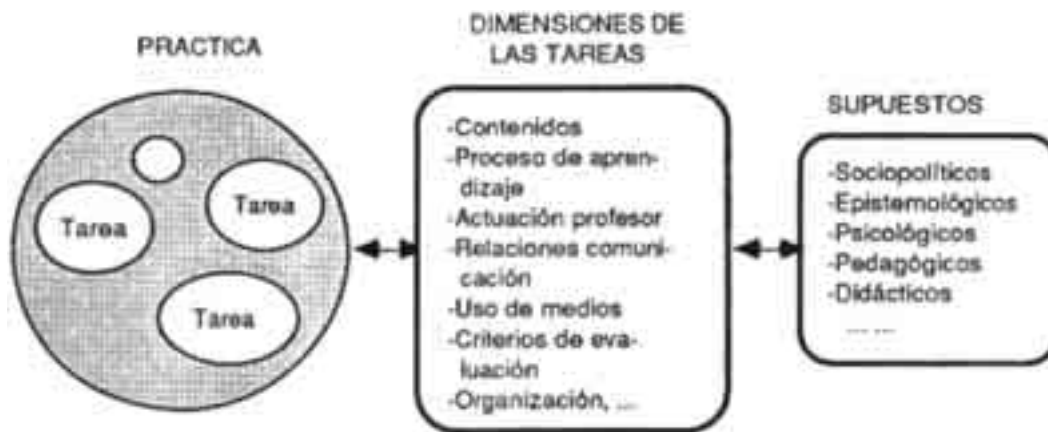 PRACTICA
Tarea
Tarea
Tarea
DIMENSIONES DE
LAS TAREAS
-Contenidos
-Proceso de apren-
dizaje
-Actuación profesor
-Relaciones comuni-
cación
-Uso de medios
-Criterios de eva-
luación
-Organización, ...
SUPUESTOS
-Sociopolíticos
-Epistemológicos
-Psicológicos
-Pedagógicos
-Didácticos
... ...